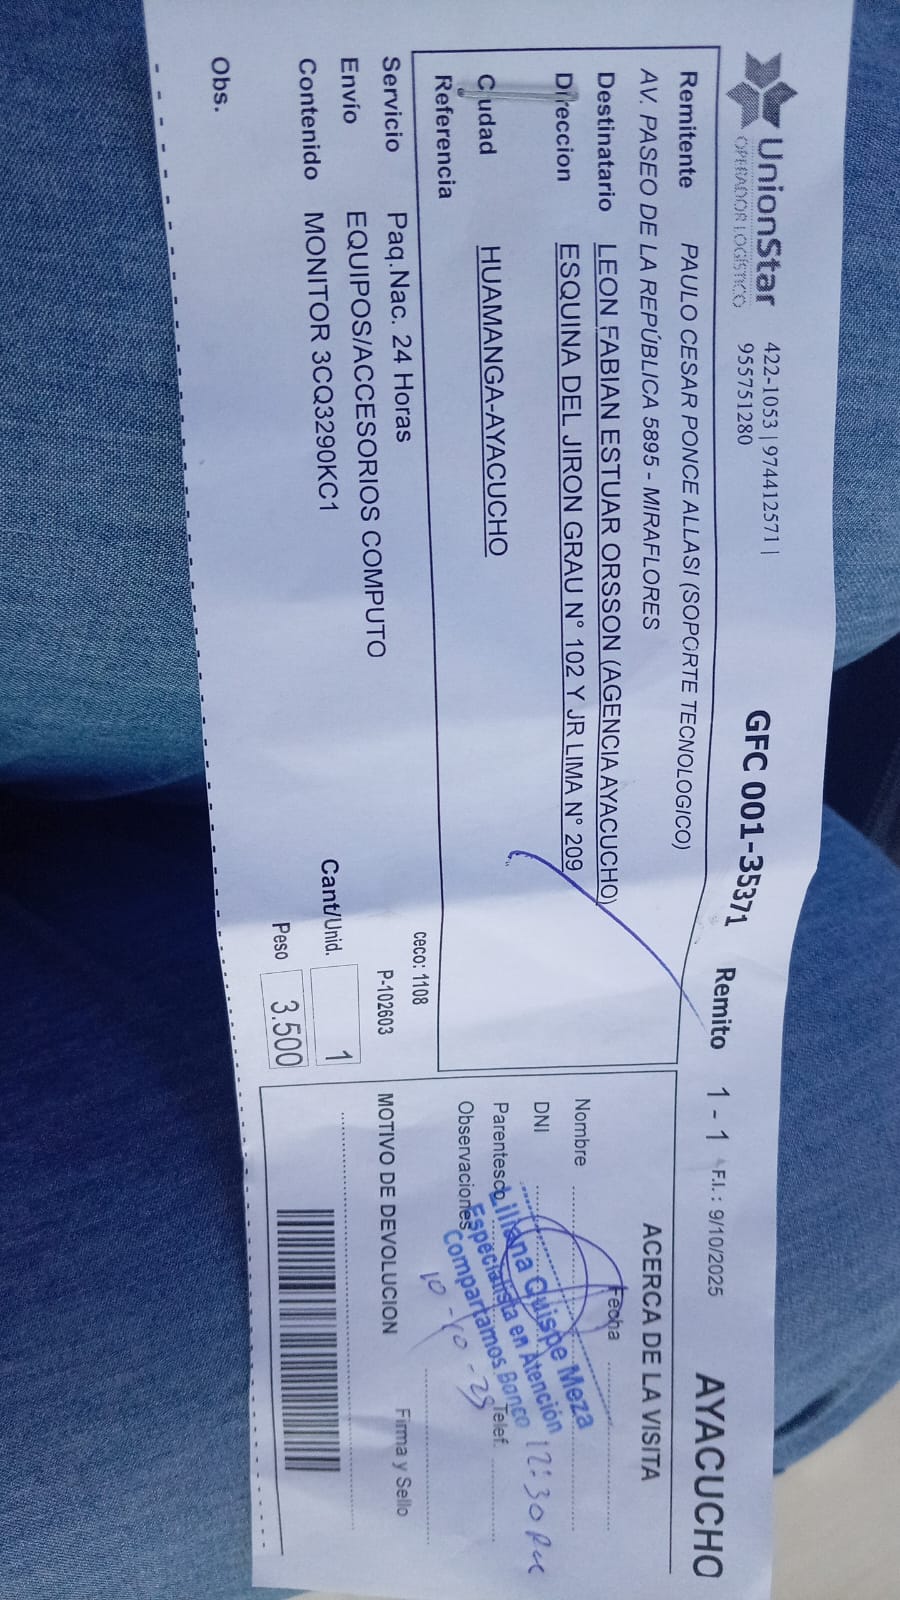 UnionStar
OPERADOR LOGÍSTICO
422-1053 | 974412571 |
955751280
GFC 001-35371 Remito 1 - 1 F.I.: 9/10/2025 AYACUCHO
Remitente PAULO CESAR PONCE ALLASI (SOPORTE TECNOLOGICO)
AV. PASEO DE LA REPÚBLICA 5895 - MIRAFLORES
Destinatario LEON FABIAN ESTUAR ORSSON (AGENCIA AYACUCHO)
Direccion ESQUINA DEL JIRON GRAU N° 102 Y JR LIMA N° 209
Ciudad HUAMANGA-AYACUCHO
Referencia
ceco: 1108
Servicio Paq.Nac. 24 Horas P-102603
Envío EQUIPOS/ACCESORIOS COMPUTO
Contenido MONITOR 3CQ3290KC1
Cant/Unid. 1
Peso 3.500
Obs.
ACERCA DE LA VISITA
Fecha
Nombre
DNI
Parentesco Telef.
Observaciones
Liliana Quispe Meza
Especialista en Atención
Compartamos Banco
12:30
10-10-25
MOTIVO DE DEVOLUCION Firma y Sello